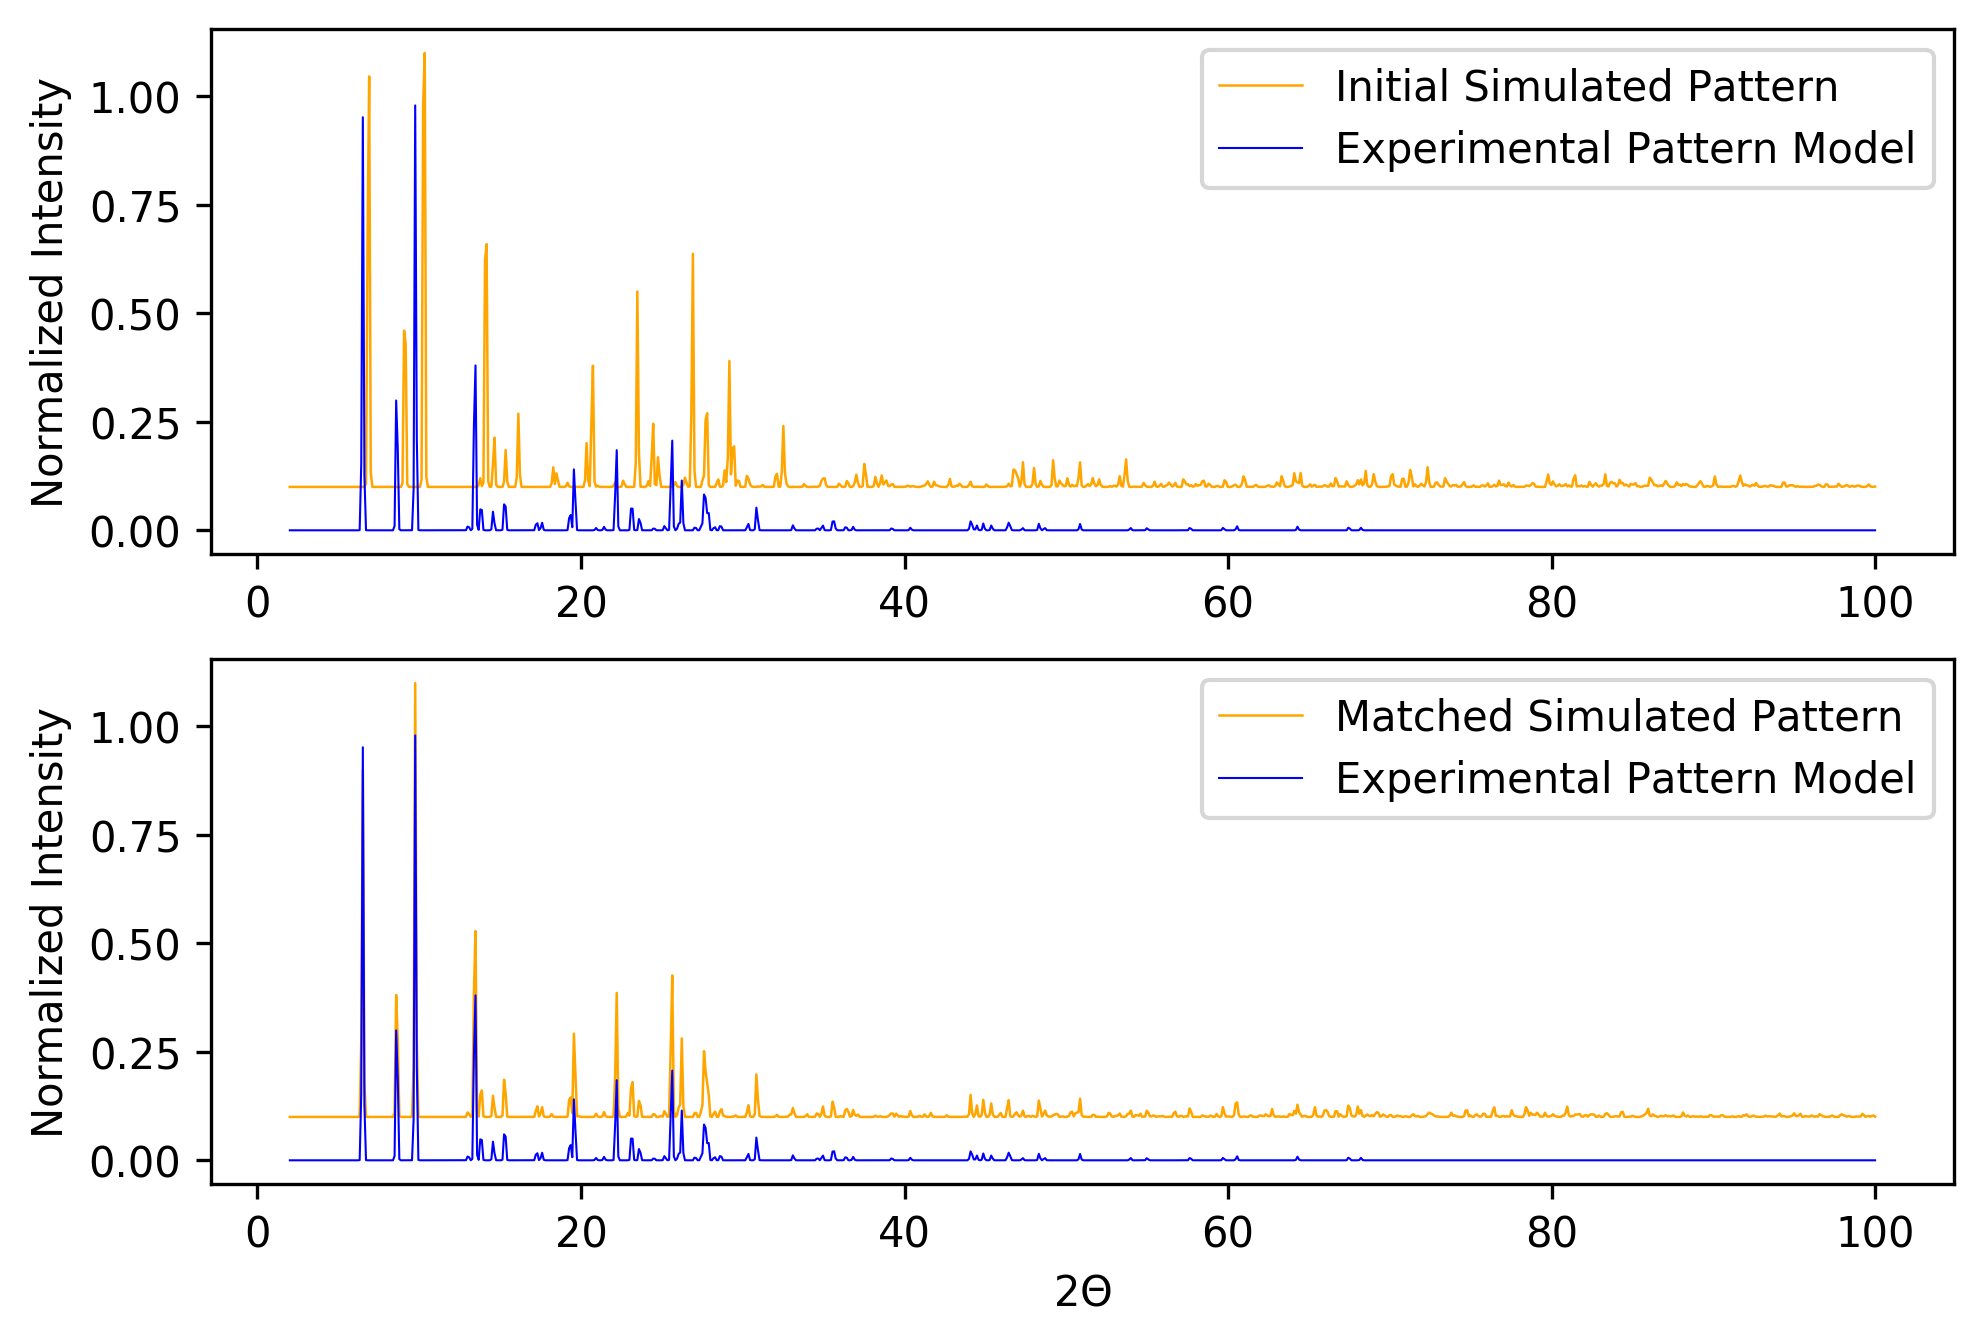 Initial Simulated Pattern
Experimental Pattern Model
Normalized Intensity
1.00
0.75
0.50
0.25
0.00
0 20 40 60 80 100
Matched Simulated Pattern
Experimental Pattern Model
Normalized Intensity
1.00
0.75
0.50
0.25
0.00
0 20 40 60 80 100
2Θ